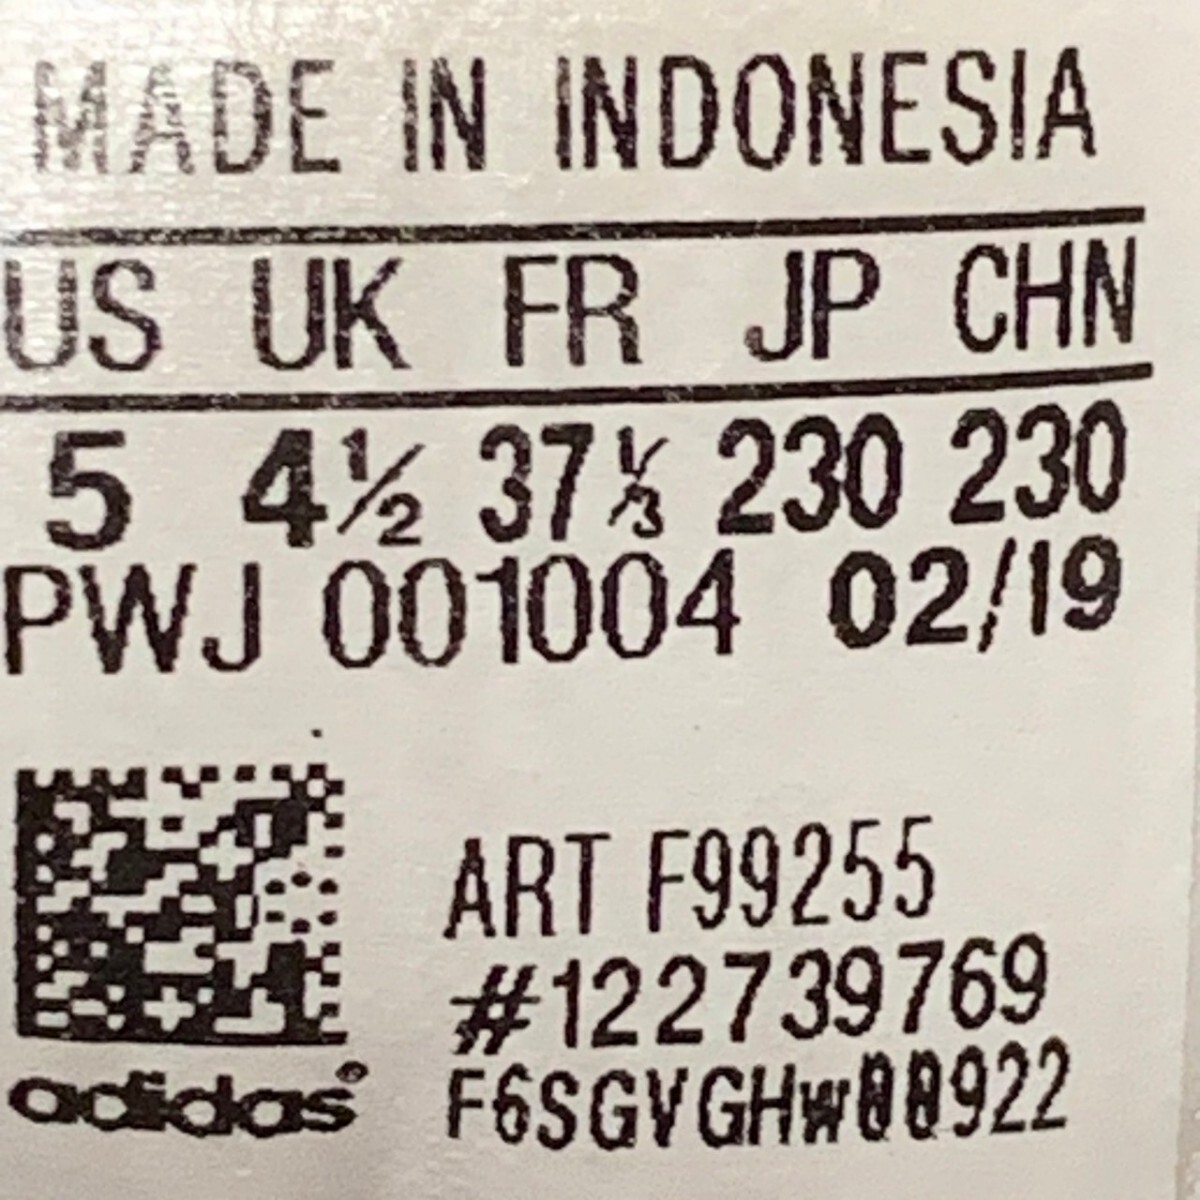 MADE IN INDONESIA
US UK FR JP CHN
5 4½ 37⅓ 230 230
PWJ 001004 02/19
ART F99255
#122739769
F6SGVGHw00922
adidas®